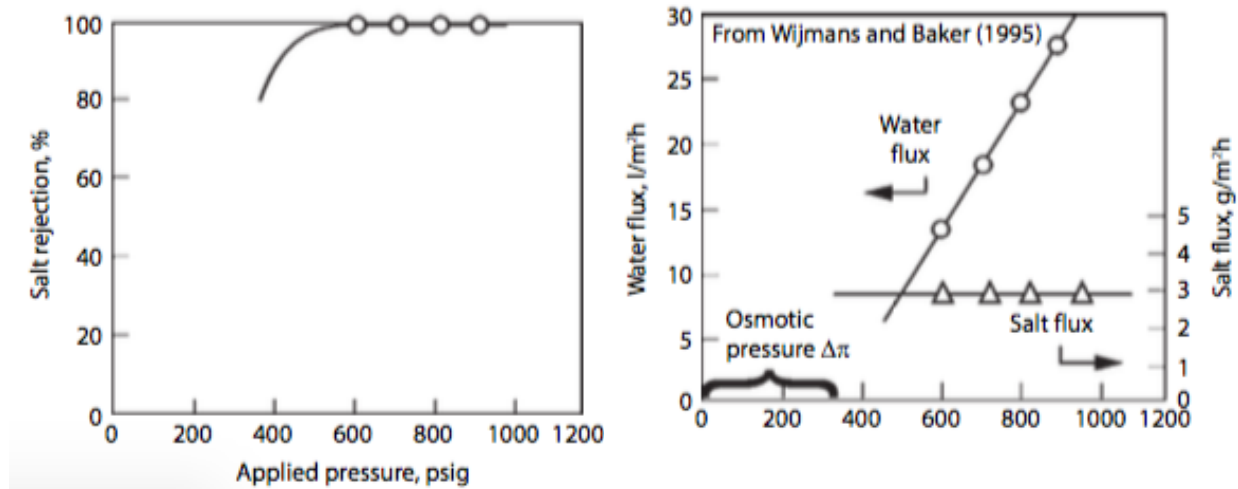 100
80
60
40
20
0
Salt rejection, %
0 200 400 600 800 1000 1200
Applied pressure, psig
From Wijmans and Baker (1995)
30
25
20
15
10
5
0
Water flux, l/m²h
Water
flux
Osmotic
pressure Δπ
Salt flux
5
4
3
2
1
0
Salt flux, g/m²h
0 200 400 600 800 1000 1200